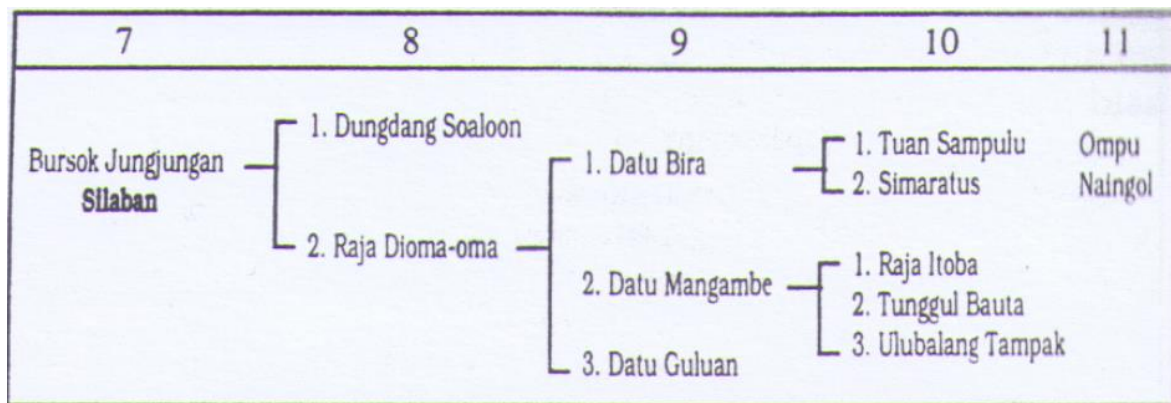 7 8 9 10 11
1. Dungdang Soaloon
1. Tuan Sampulu Ompu
Bursok Jungjungan 1. Datu Bira
2. Simaratus Naingol
Silaban
2. Raja Dioma-oma
1. Raja Itoba
2. Datu Mangambe
2. Tunggul Bauta
3. Ulubalang Tampak
3. Datu Guluan